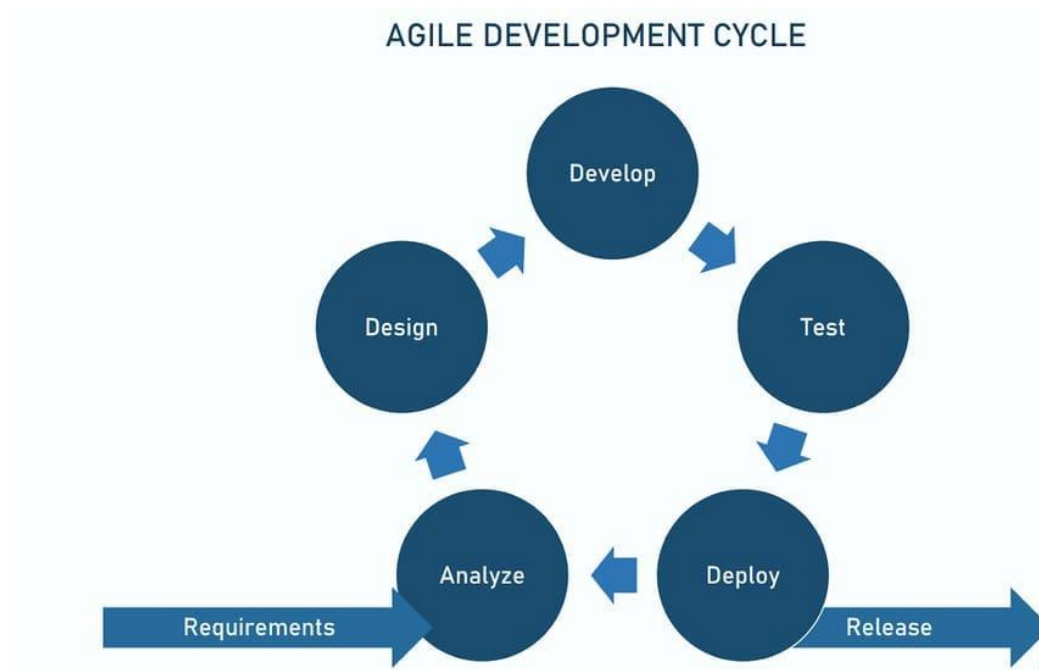 AGILE DEVELOPMENT CYCLE
Develop
Design
Test
Analyze
Deploy
Requirements
Release